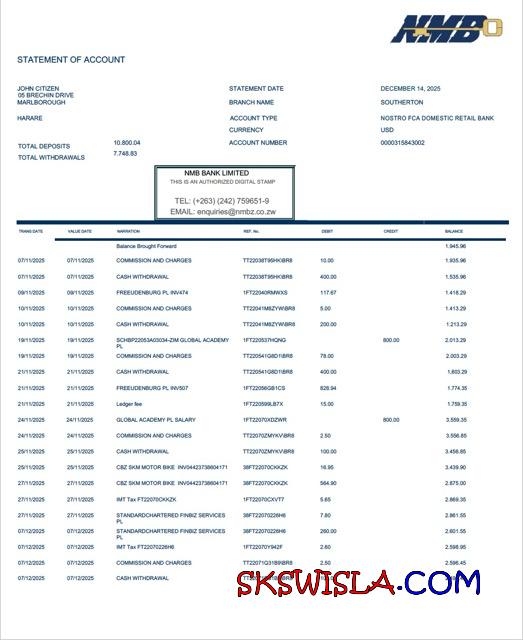 NMB
STATEMENT OF ACCOUNT
JOHN CITIZEN
05 BRECHIN DRIVE
MARLBOROUGH
HARARE
STATEMENT DATE DECEMBER 14, 2025
BRANCH NAME SOUTHERTON
ACCOUNT TYPE NOSTRO FCA DOMESTIC RETAIL BANK
CURRENCY USD
ACCOUNT NUMBER 0000315843002
TOTAL DEPOSITS 10.800.04
TOTAL WITHDRAWALS 7.748.83
NMB BANK LIMITED
THIS IS AN AUTHORIZED DIGITAL STAMP
TEL: (+263) (242) 759651-9
EMAIL: enquiries@nmbz.co.zw
TRANS DATE VALUE DATE NARRATION REF, No. DEBIT CREDIT BALANCE
Balance Brought Forward 1.945.96
07/11/2025 07/11/2025 COMMISSION AND CHARGES TT22038T95HK\BR8 10.00 1.935.96
07/11/2025 07/11/2025 CASH WITHDRAWAL TT22038T95HK\BR8 400.00 1.535.96
09/11/2025 09/11/2025 FREEUDENBURG PL INV474 1FT22040RMWXS 117.67 1.418.29
10/11/2025 10/11/2025 COMMISSION AND CHARGES TT22041M8ZYW\BR8 5.00 1.413.29
10/11/2025 10/11/2025 CASH WITHDRAWAL TT22041M8ZYW\BR8 200.00 1.213.29
19/11/2025 19/11/2025 SCHBP22053A03034-ZIM GLOBAL ACADEMY 1FT220537HQNG 800.00 2.013.29
PL
19/11/2025 19/11/2025 COMMISSION AND CHARGES TT220541G8D1\BR8 78.00 2.003.29
21/11/2025 21/11/2025 CASH WITHDRAWAL TT220541G8D1\BR8 400.00 1,603.29
21/11/2025 21/11/2025 FREEUDENBURG PL INV507 1FT22056GB1CS 828.94 1.774.35
21/11/2025 21/11/2025 Ledger fee 1FT220599LB7X 15.00 1.759.35
24/11/2025 24/11/2025 GLOBAL ACADEMY PL SALARY 1FT22070XDZWR 800.00 3.559.35
24/11/2025 24/11/2025 COMMISSION AND CHARGES TT22070ZMYKV\BR8 2.50 3.556.85
25/11/2025 25/11/2025 CASH WITHDRAWAL TT22070ZMYKV\BR8 100.00 3.456.85
25/11/2025 25/11/2025 CBZ SKM MOTOR BIKE INV04423738604171 38FT22070CKKZK 16.95 3.439.90
27/11/2025 27/11/2025 CBZ SKM MOTOR BIKE INV04423738604171 38FT22070CKKZK 564.90 2.875.00
27/11/2025 27/11/2025 IMT Tax FT22070CKKZK 1FT22070CXVT7 5.65 2.869.35
27/11/2025 27/11/2025 STANDARDCHARTERED FINBIZ SERVICES 38FT22070226H6 7.80 2.861.55
PL
07/12/2025 07/12/2025 STANDARDCHARTERED FINBIZ SERVICES 38FT22070226H6 260.00 2.601.55
PL
07/12/2025 07/12/2025 IMT Tax FT22070226H6 1FT22070Y942F 2.60 2.598.95
07/12/2025 07/12/2025 COMMISSION AND CHARGES TT22071G31B9\BR8 2.50 2.596.45
07/12/2025 07/12/2025 CASH WITHDRAWAL
SKSWISLA.COM